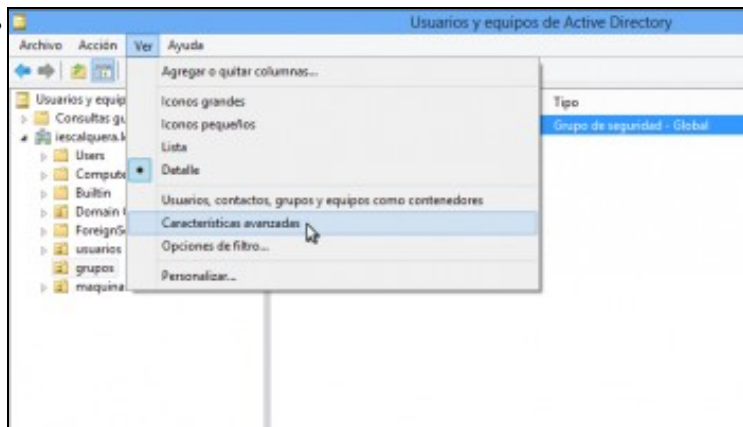 Usuarios y equipos de Active Directory
Archivo Acción Ver Ayuda
Agregar o quitar columnas...
Iconos grandes
Iconos pequeños
Lista
Detalle
Usuarios, contactos, grupos y equipos como contenedores
Características avanzadas
Opciones de filtro...
Personalizar...
Usuarios y equip
Consultas gu
iescalquera.l
Users
Compute
Builtin
Domain
ForeignS
usuarios
grupos
maquina
Tipo
Grupo de seguridad - Global